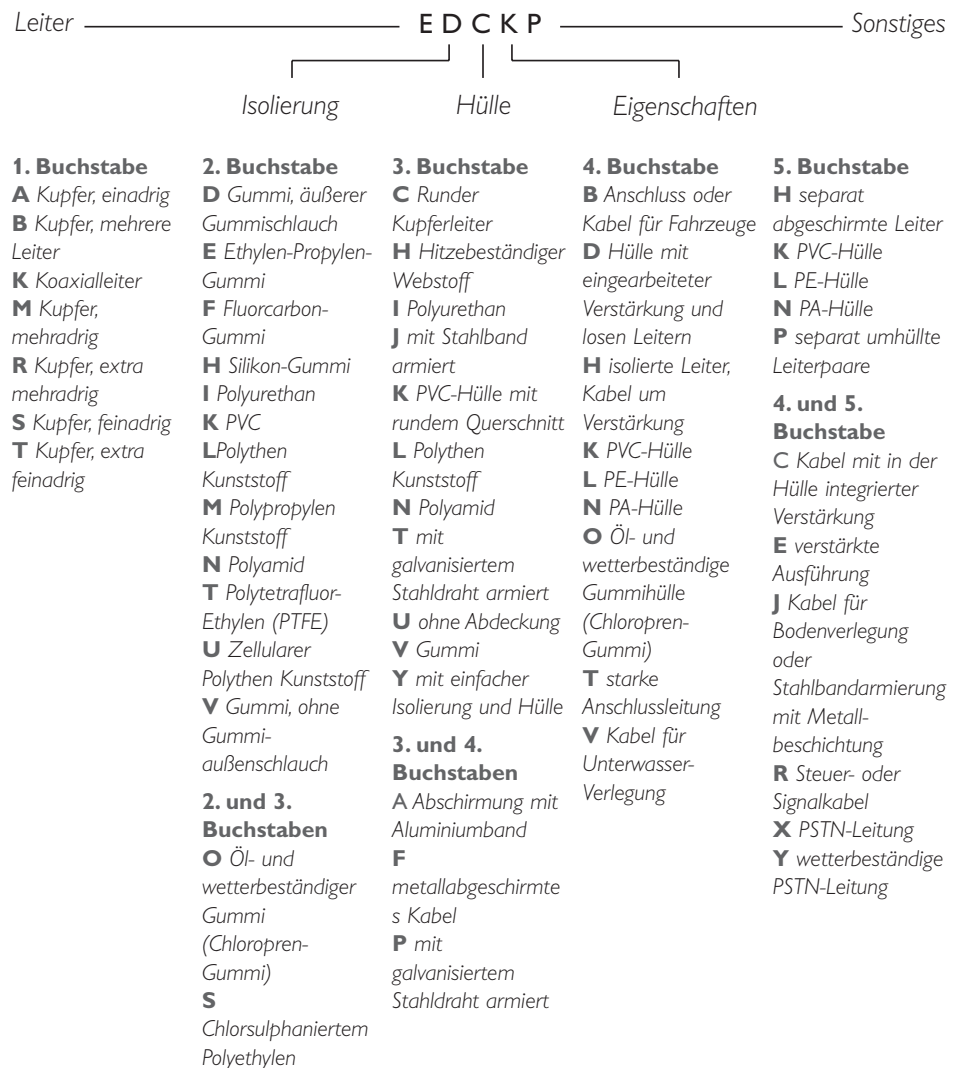 Leiter E D C K P Sonstiges
Isolierung Hülle Eigenschaften
1. Buchstabe
A Kupfer, einadrig
B Kupfer, mehrere
Leiter
K Koaxialleiter
M Kupfer,
mehradrig
R Kupfer, extra
mehradrig
S Kupfer, feinadrig
T Kupfer, extra
feinadrig
2. Buchstabe
D Gummi, äußerer
Gummischlauch
E Ethylen-Propylen-
Gummi
F Fluorcarbon-
Gummi
H Silikon-Gummi
I Polyurethan
K PVC
LPolythen
Kunststoff
M Polypropylen
Kunststoff
N Polyamid
T Polytetrafluor-
Ethylen (PTFE)
U Zellularer
Polythen Kunststoff
V Gummi, ohne
Gummi-
außenschlauch
2. und 3.
Buchstaben
O Öl- und
wetterbeständiger
Gummi
(Chloropren-
Gummi)
S
Chlorsulphaniertem
Polyethylen
3. Buchstabe
C Runder
Kupferleiter
H Hitzebeständiger
Webstoff
I Polyurethan
J mit Stahlband
armiert
K PVC-Hülle mit
rundem Querschnitt
L Polythen
Kunststoff
N Polyamid
T mit
galvanisiertem
Stahldraht armiert
U ohne Abdeckung
V Gummi
Y mit einfacher
Isolierung und Hülle
3. und 4.
Buchstaben
A Abschirmung mit
Aluminiumband
F
metallabgeschirmte
s Kabel
P mit
galvanisiertem
Stahldraht armiert
4. Buchstabe
B Anschluss oder
Kabel für Fahrzeuge
D Hülle mit
eingearbeiteter
Verstärkung und
losen Leitern
H isolierte Leiter,
Kabel um
Verstärkung
K PVC-Hülle
L PE-Hülle
N PA-Hülle
O Öl- und
wetterbeständige
Gummihülle
(Chloropren-
Gummi)
T starke
Anschlussleitung
V Kabel für
Unterwasser-
Verlegung
5. Buchstabe
H separat
abgeschirmte Leiter
K PVC-Hülle
L PE-Hülle
N PA-Hülle
P separat umhüllte
Leiterpaare
4. und 5.
Buchstabe
C Kabel mit in der
Hülle integrierter
Verstärkung
E verstärkte
Ausführung
J Kabel für
Bodenverlegung
oder
Stahlbandarmierung
mit Metall-
beschichtung
R Steuer- oder
Signalkabel
X PSTN-Leitung
Y wetterbeständige
PSTN-Leitung